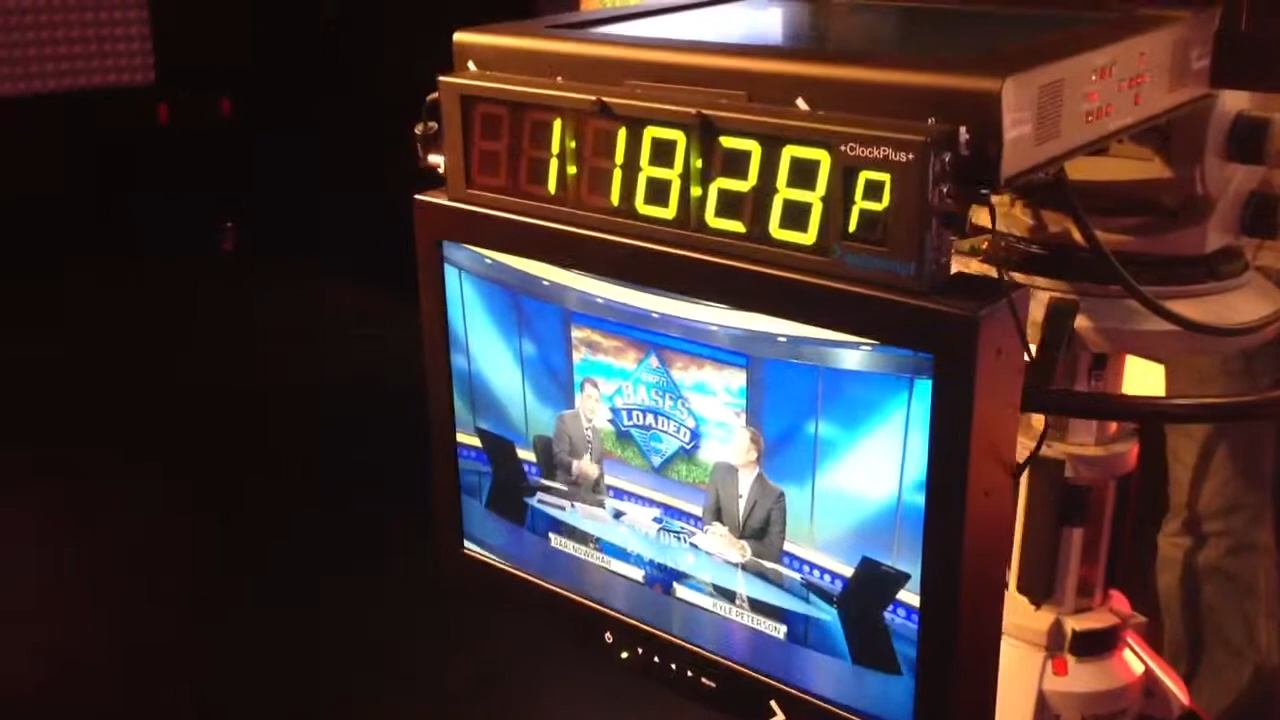 +ClockPlus+
1:18:28 P
ESPN
BASES
LOADED
DARI NOWKHAH
KYLE PETERSON